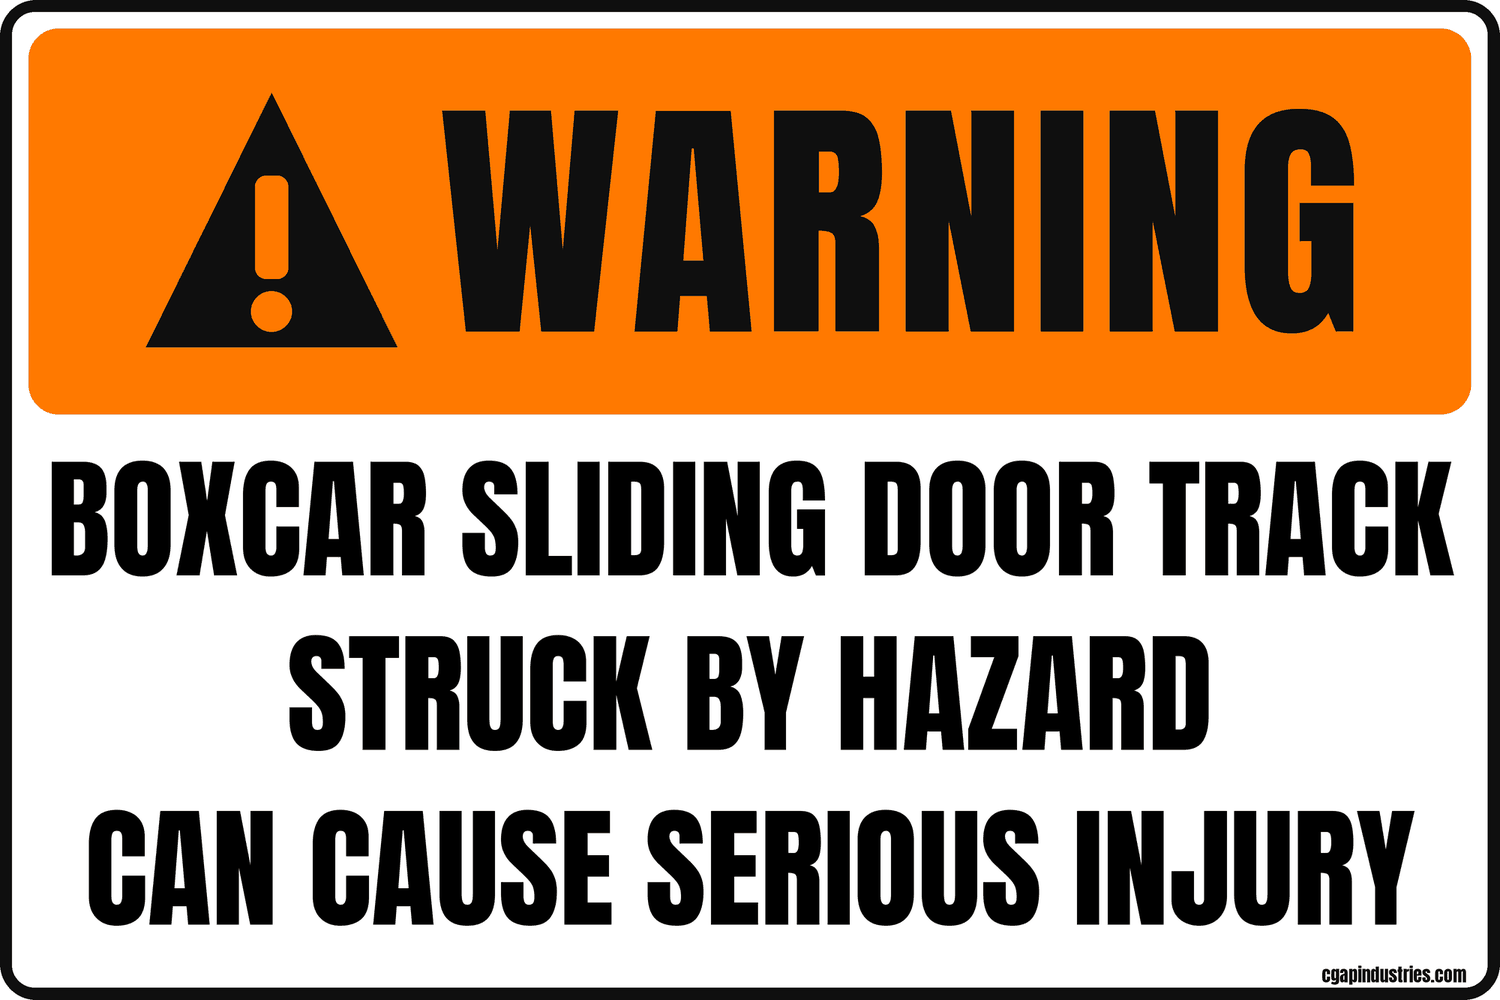 WARNING
BOXCAR SLIDING DOOR TRACK
STRUCK BY HAZARD
CAN CAUSE SERIOUS INJURY
cgapindustries.com